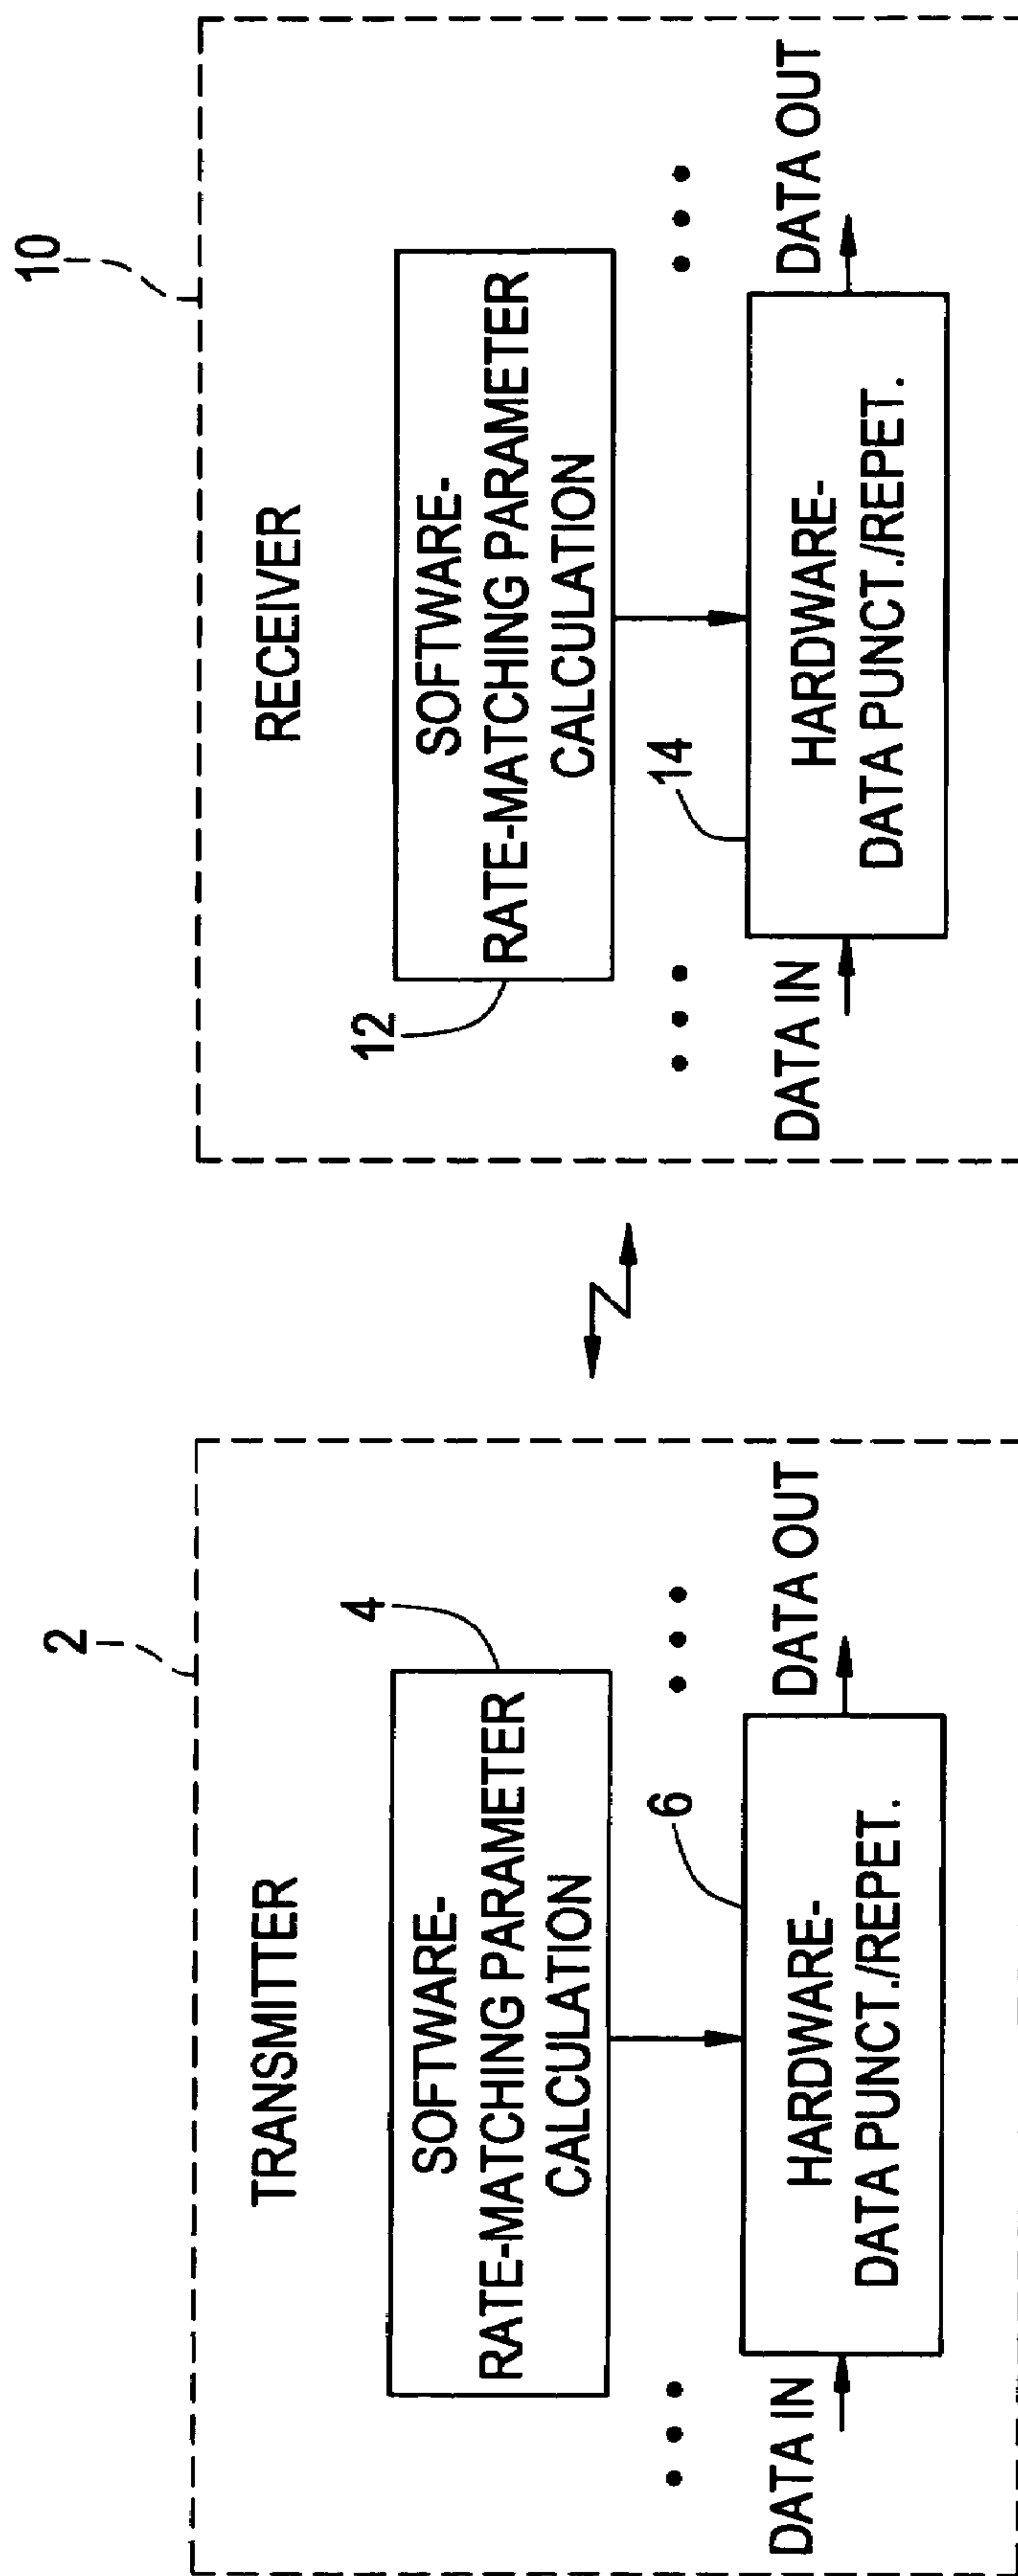 2
TRANSMITTER
4
SOFTWARE-
RATE-MATCHING PARAMETER
CALCULATION
6
HARDWARE-
DATA PUNCT./REPET.
DATA IN
DATA OUT
10
RECEIVER
12
SOFTWARE-
RATE-MATCHING PARAMETER
CALCULATION
14
HARDWARE-
DATA PUNCT./REPET.
DATA IN
DATA OUT